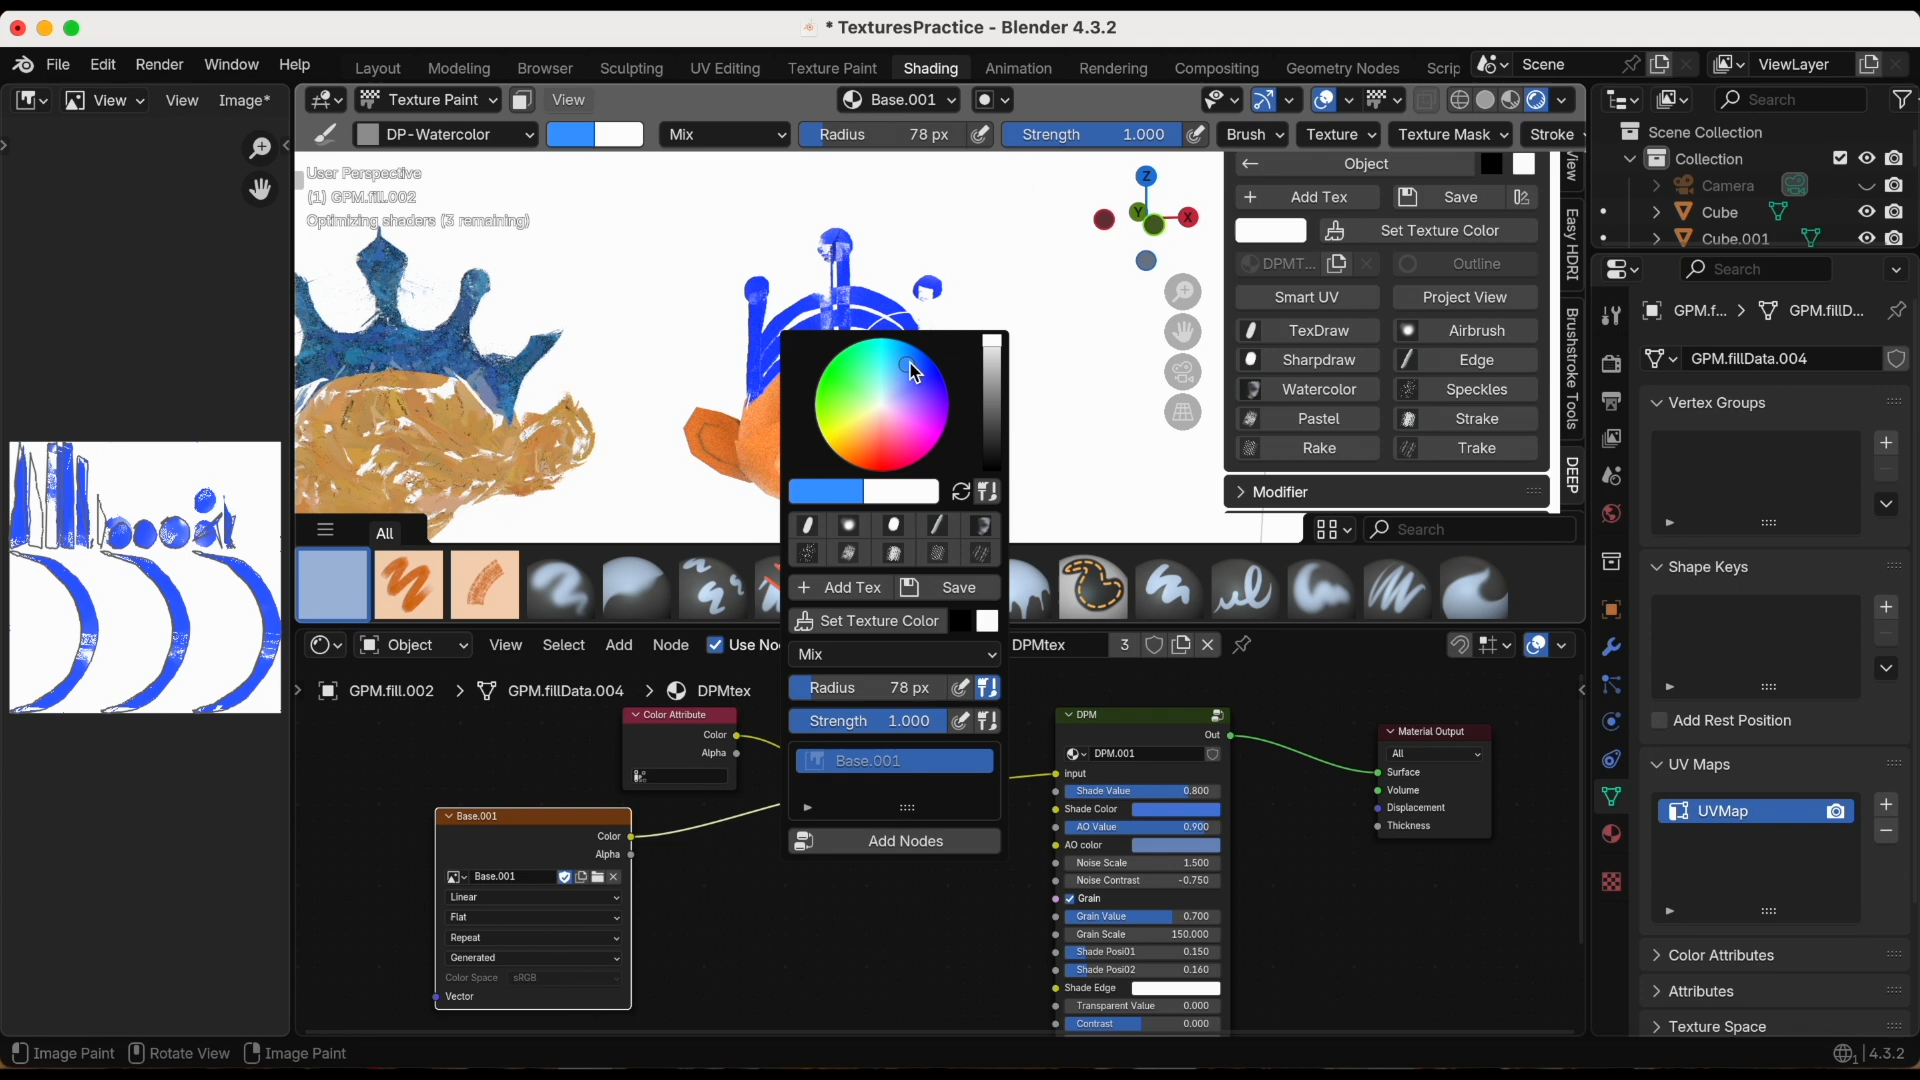 * TexturesPractice - Blender 4.3.2
File Edit Render Window Help Layout Modeling Browser Sculpting UV Editing Texture Paint Shading Animation Rendering Compositing Geometry Nodes Scrip Scene ViewLayer
View View Image* Texture Paint View Base.001 Search
DP-Watercolor Mix Radius 78 px Strength 1.000 Brush Texture Texture Mask Stroke
Scene Collection
Collection
Camera
Cube
Cube.001
User Perspective
(1) GPM.fill.002
Optimizing shaders (3 remaining)
Z
Y
X
Object
Add Tex Save
Set Texture Color
DPMT... Outline
Smart UV Project View
TexDraw Airbrush
Sharpdraw Edge
Watercolor Speckles
Pastel Strake
Rake Trake
Modifier
View
Easy HDRI
Brushstroke Tools
DEEP
All
Search
Add Tex Save
Set Texture Color
Mix
Radius 78 px
Strength 1.000
Base.001
Add Nodes
Object View Select Add Node Use No DPMtex 3
GPM.fill.002 GPM.fillData.004 DPMtex
Color Attribute
Color
Alpha
Base.001
Color
Alpha
Base.001
Linear
Flat
Repeat
Generated
Color Space sRGB
Vector
DPM
Out
DPM.001
input
Shade Value 0.800
Shade Color
AO Value 0.900
AO color
Noise Scale 1.500
Noise Contrast -0.750
Grain
Grain Value 0.700
Grain Scale 150.000
Shade Posi01 0.150
Shade Posi02 0.160
Shade Edge
Transparent Value 0.000
Contrast 0.000
Material Output
All
Surface
Volume
Displacement
Thickness
Search
GPM.f... GPM.fillD...
GPM.fillData.004
Vertex Groups
Shape Keys
Add Rest Position
UV Maps
UVMap
Color Attributes
Attributes
Texture Space
Image Paint Rotate View Image Paint 1 4.3.2